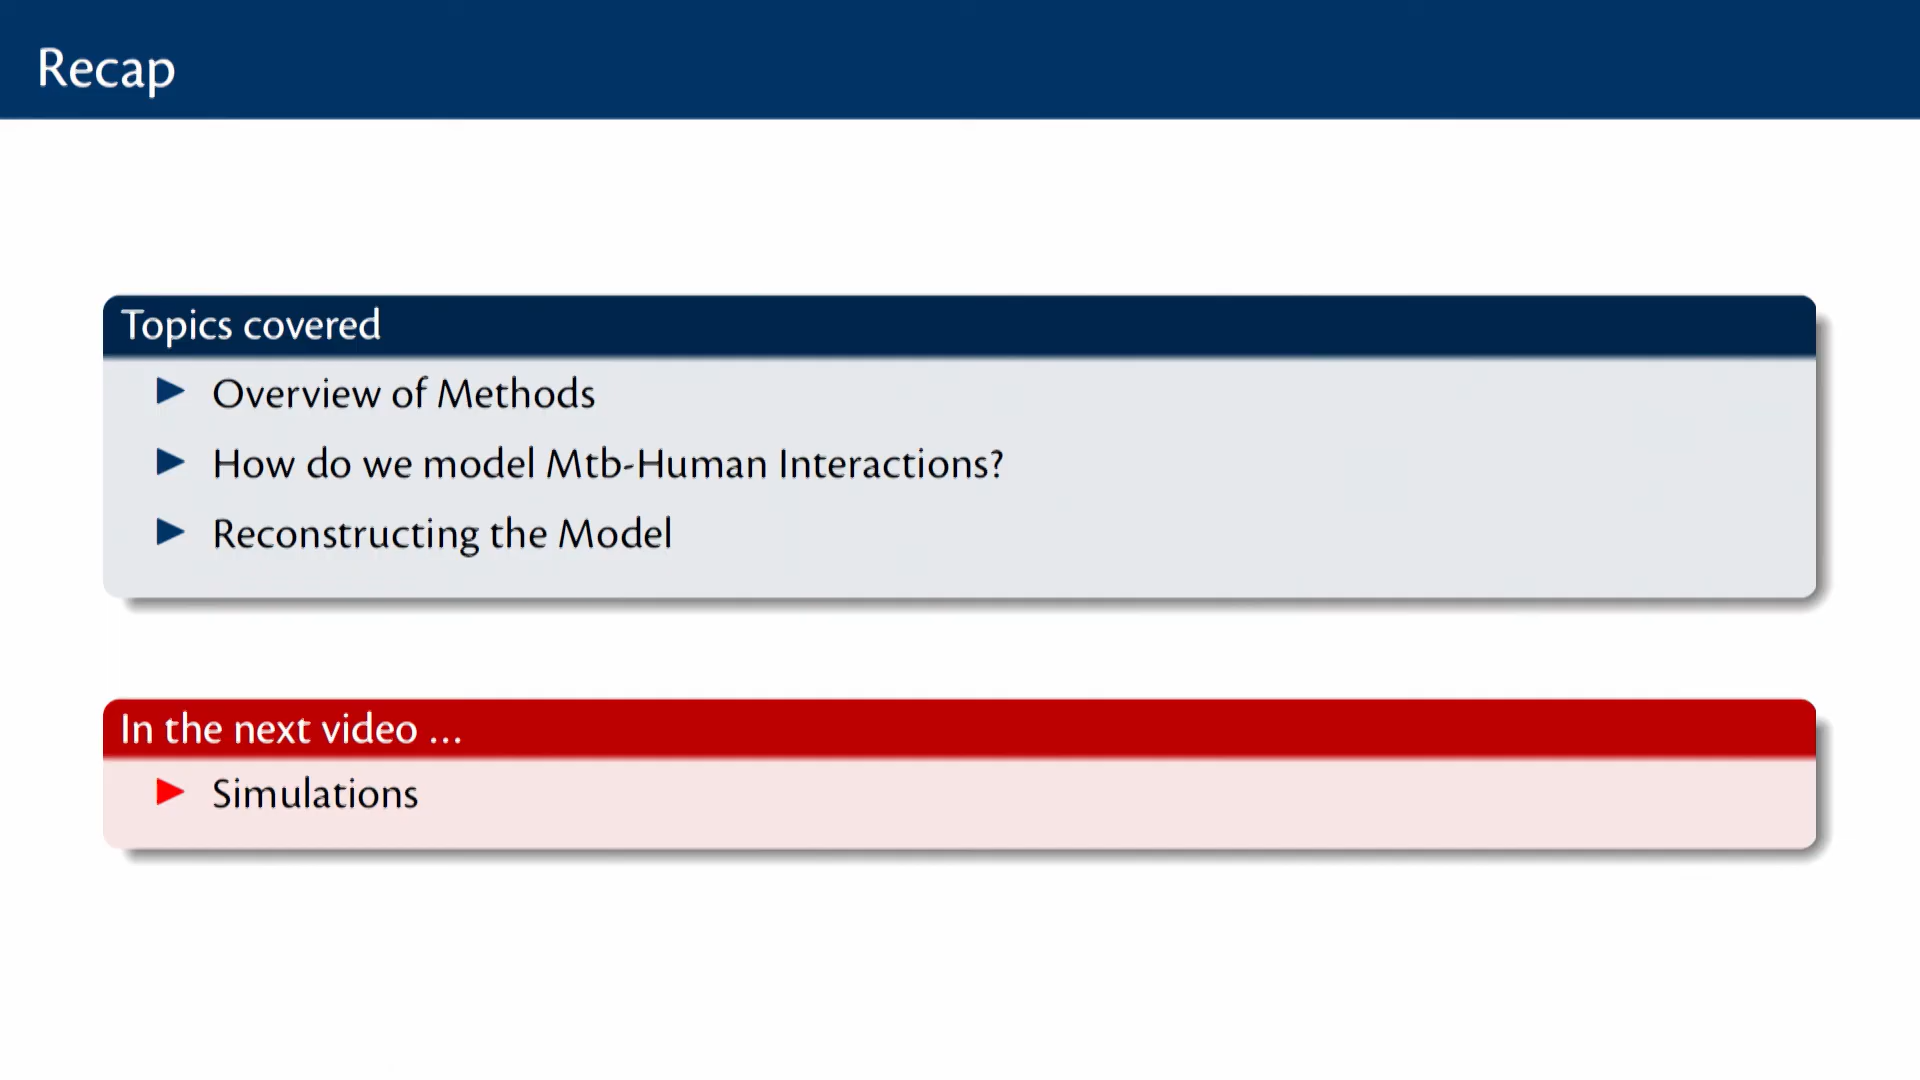 Recap
Topics covered
Overview of Methods
How do we model Mtb-Human Interactions?
Reconstructing the Model
In the next video ...
Simulations